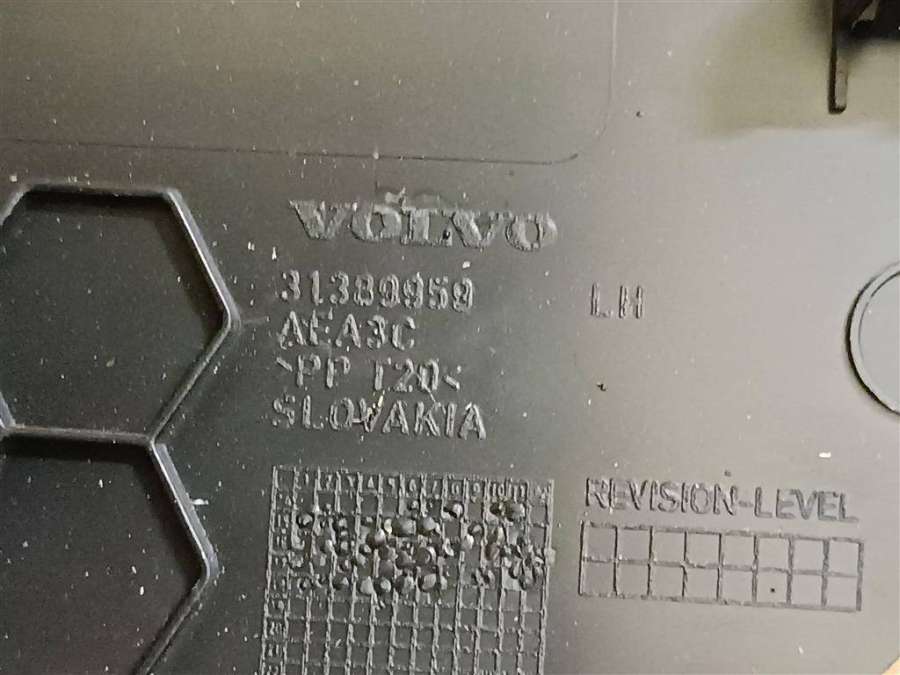 VOLVO
31389959
LH
AEA3C
>PP T20<
SLOVAKIA
REVISION-LEVEL